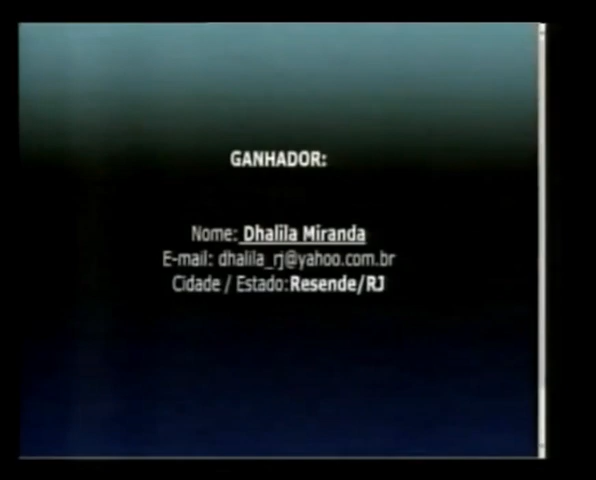 GANHADOR:
Nome: Dhalila Miranda
E-mail: dhalila_rj@yahoo.com.br
Cidade / Estado:Resende/RJ